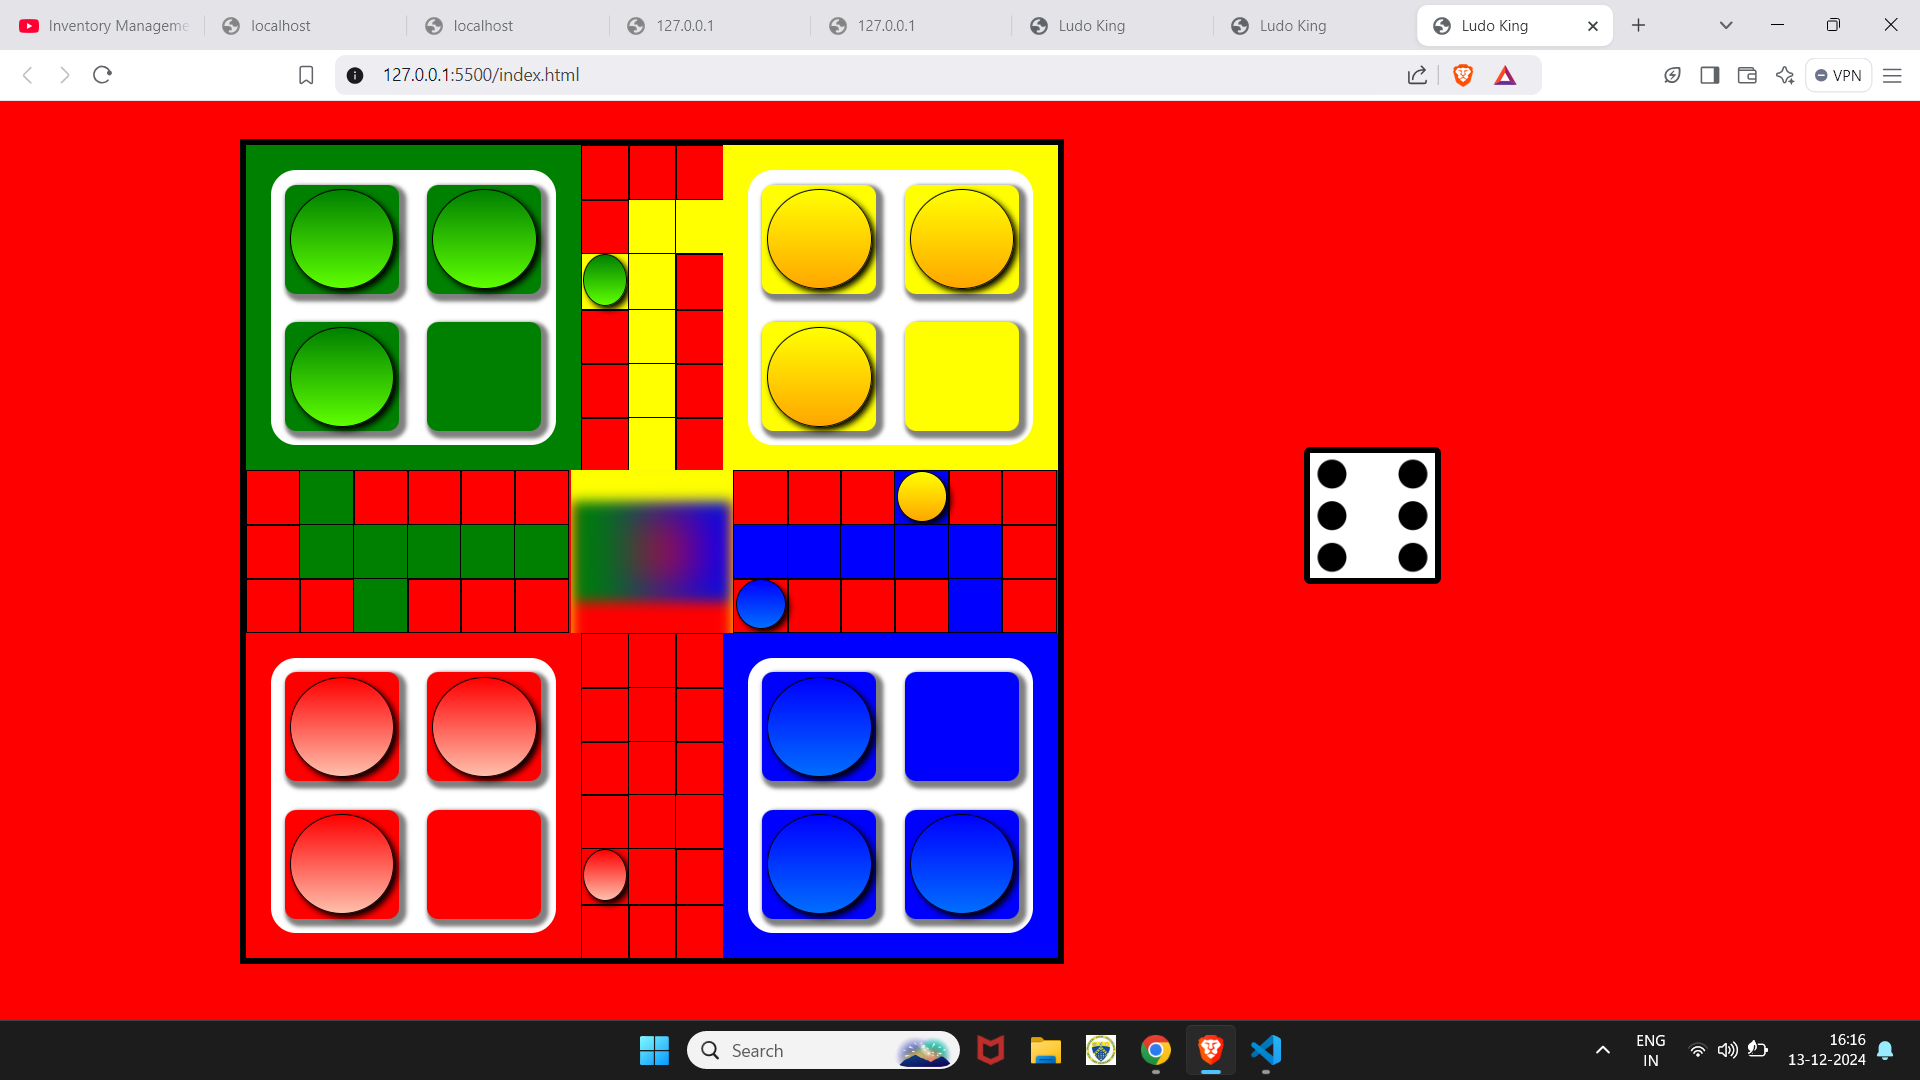 Inventory Manageme
localhost
localhost
127.0.0.1
127.0.0.1
Ludo King
Ludo King
Ludo King
127.0.0.1:5500/index.html
VPN
Search
ENG
IN
16:16
13-12-2024